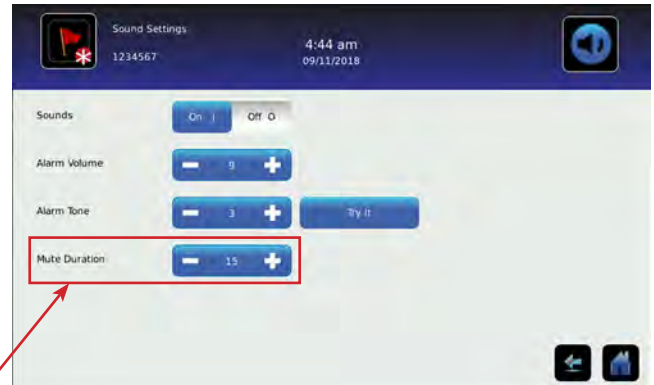 Sound Settings
1234567
4:44 am
09/11/2018
Sounds On I Off O
Alarm Volume 9
Alarm Tone 3 Try it
Mute Duration 15